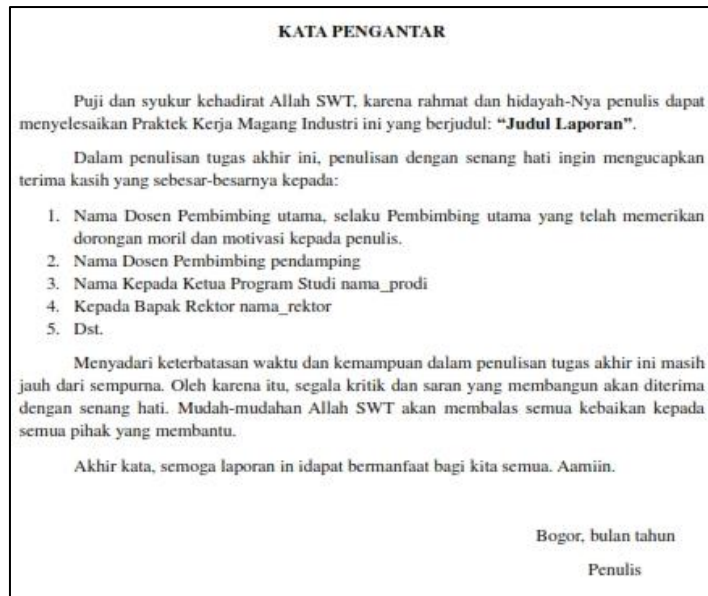 KATA PENGANTAR
Puji dan syukur kehadirat Allah SWT, karena rahmat dan hidayah-Nya penulis dapat
menyelesaikan Praktek Kerja Magang Industri ini yang berjudul: “Judul Laporan”.
Dalam penulisan tugas akhir ini, penulisan dengan senang hati ingin mengucapkan
terima kasih yang sebesar-besarnya kepada:
1. Nama Dosen Pembimbing utama, selaku Pembimbing utama yang telah memerikan
dorongan moril dan motivasi kepada penulis.
2. Nama Dosen Pembimbing pendamping
3. Nama Kepada Ketua Program Studi nama_prodi
4. Kepada Bapak Rektor nama_rektor
5. Dst.
Menyadari keterbatasan waktu dan kemampuan dalam penulisan tugas akhir ini masih
jauh dari sempurna. Oleh karena itu, segala kritik dan saran yang membangun akan diterima
dengan senang hati. Mudah-mudahan Allah SWT akan membalas semua kebaikan kepada
semua pihak yang membantu.
Akhir kata, semoga laporan in idapat bermanfaat bagi kita semua. Aamiin.
Bogor, bulan tahun
Penulis